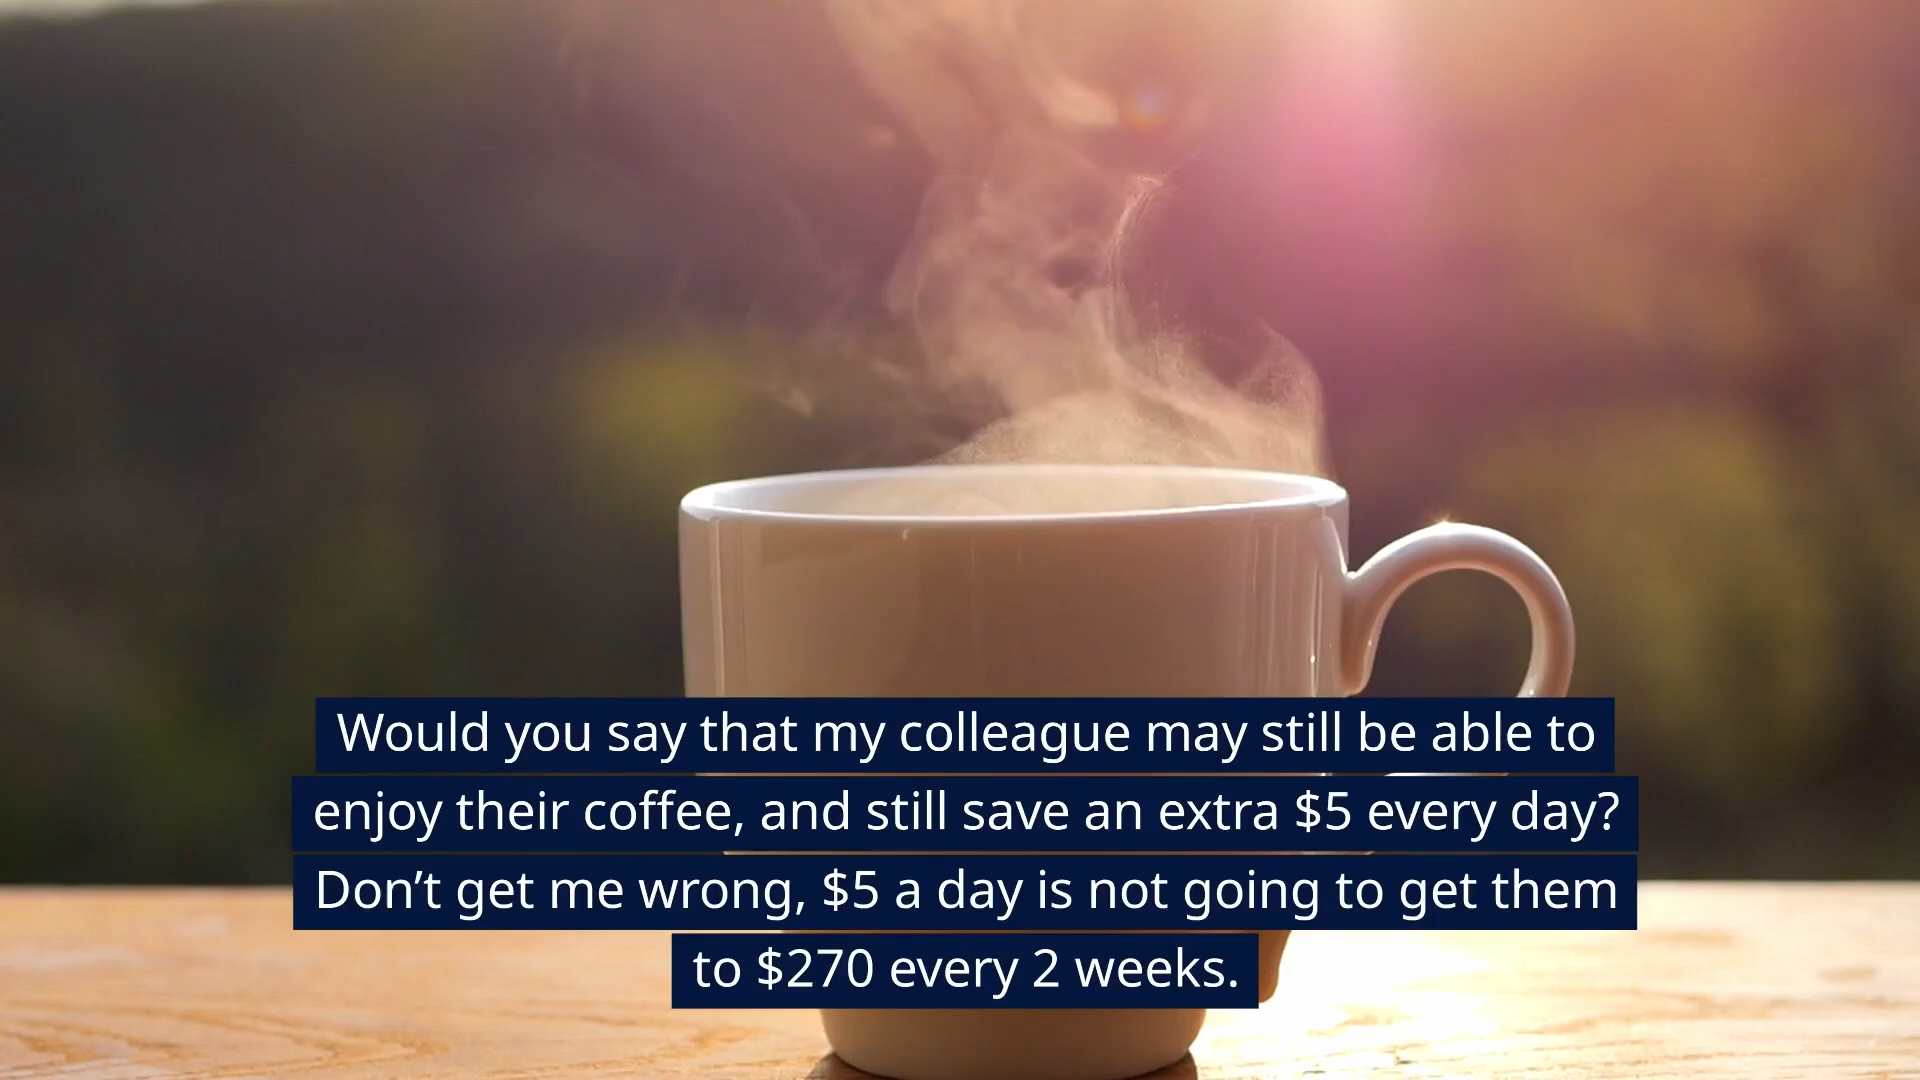 Would you say that my colleague may still be able to
enjoy their coffee, and still save an extra $5 every day?
Don’t get me wrong, $5 a day is not going to get them
to $270 every 2 weeks.